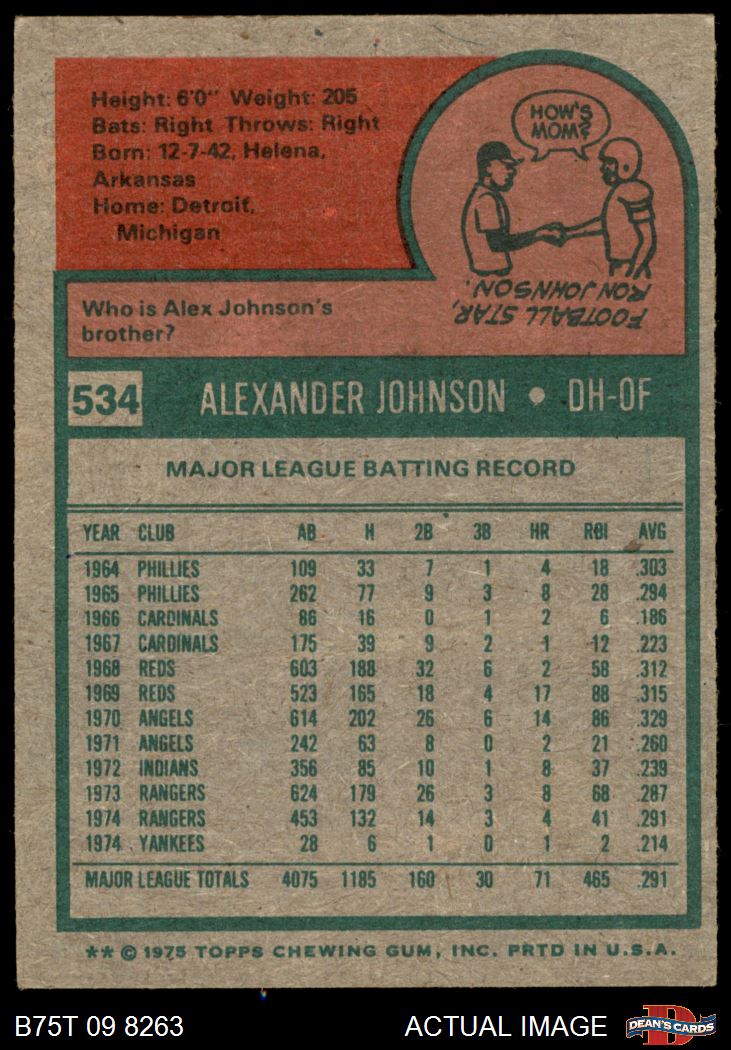 Height: 6'0" Weight: 205
Bats: Right Throws: Right
Born: 12-7-42, Helena,
Arkansas
Home: Detroit,
Michigan
HOW'S
MOM?
FOOTBALL STAR,
RON JOHNSON.
Who is Alex Johnson's
brother?
534 ALEXANDER JOHNSON • DH-OF
MAJOR LEAGUE BATTING RECORD
YEAR CLUB AB H 2B 3B HR RBI AVG
1964 PHILLIES 109 33 7 1 4 18 .303
1965 PHILLIES 262 77 9 3 8 28 .294
1966 CARDINALS 86 16 0 1 2 6 .186
1967 CARDINALS 175 39 9 2 1 12 .223
1968 REDS 603 188 32 6 2 58 .312
1969 REDS 523 165 18 4 17 88 .315
1970 ANGELS 614 202 26 6 14 86 .329
1971 ANGELS 242 63 8 0 2 21 .260
1972 INDIANS 356 85 10 1 8 37 .239
1973 RANGERS 624 179 26 3 8 68 .287
1974 RANGERS 453 132 14 3 4 41 .291
1974 YANKEES 28 6 1 0 1 2 .214
MAJOR LEAGUE TOTALS 4075 1185 160 30 71 465 .291
** © 1975 TOPPS CHEWING GUM, INC. PRTD IN U.S.A.
B75T 09 8263 ACTUAL IMAGE D DEAN'S CARDS